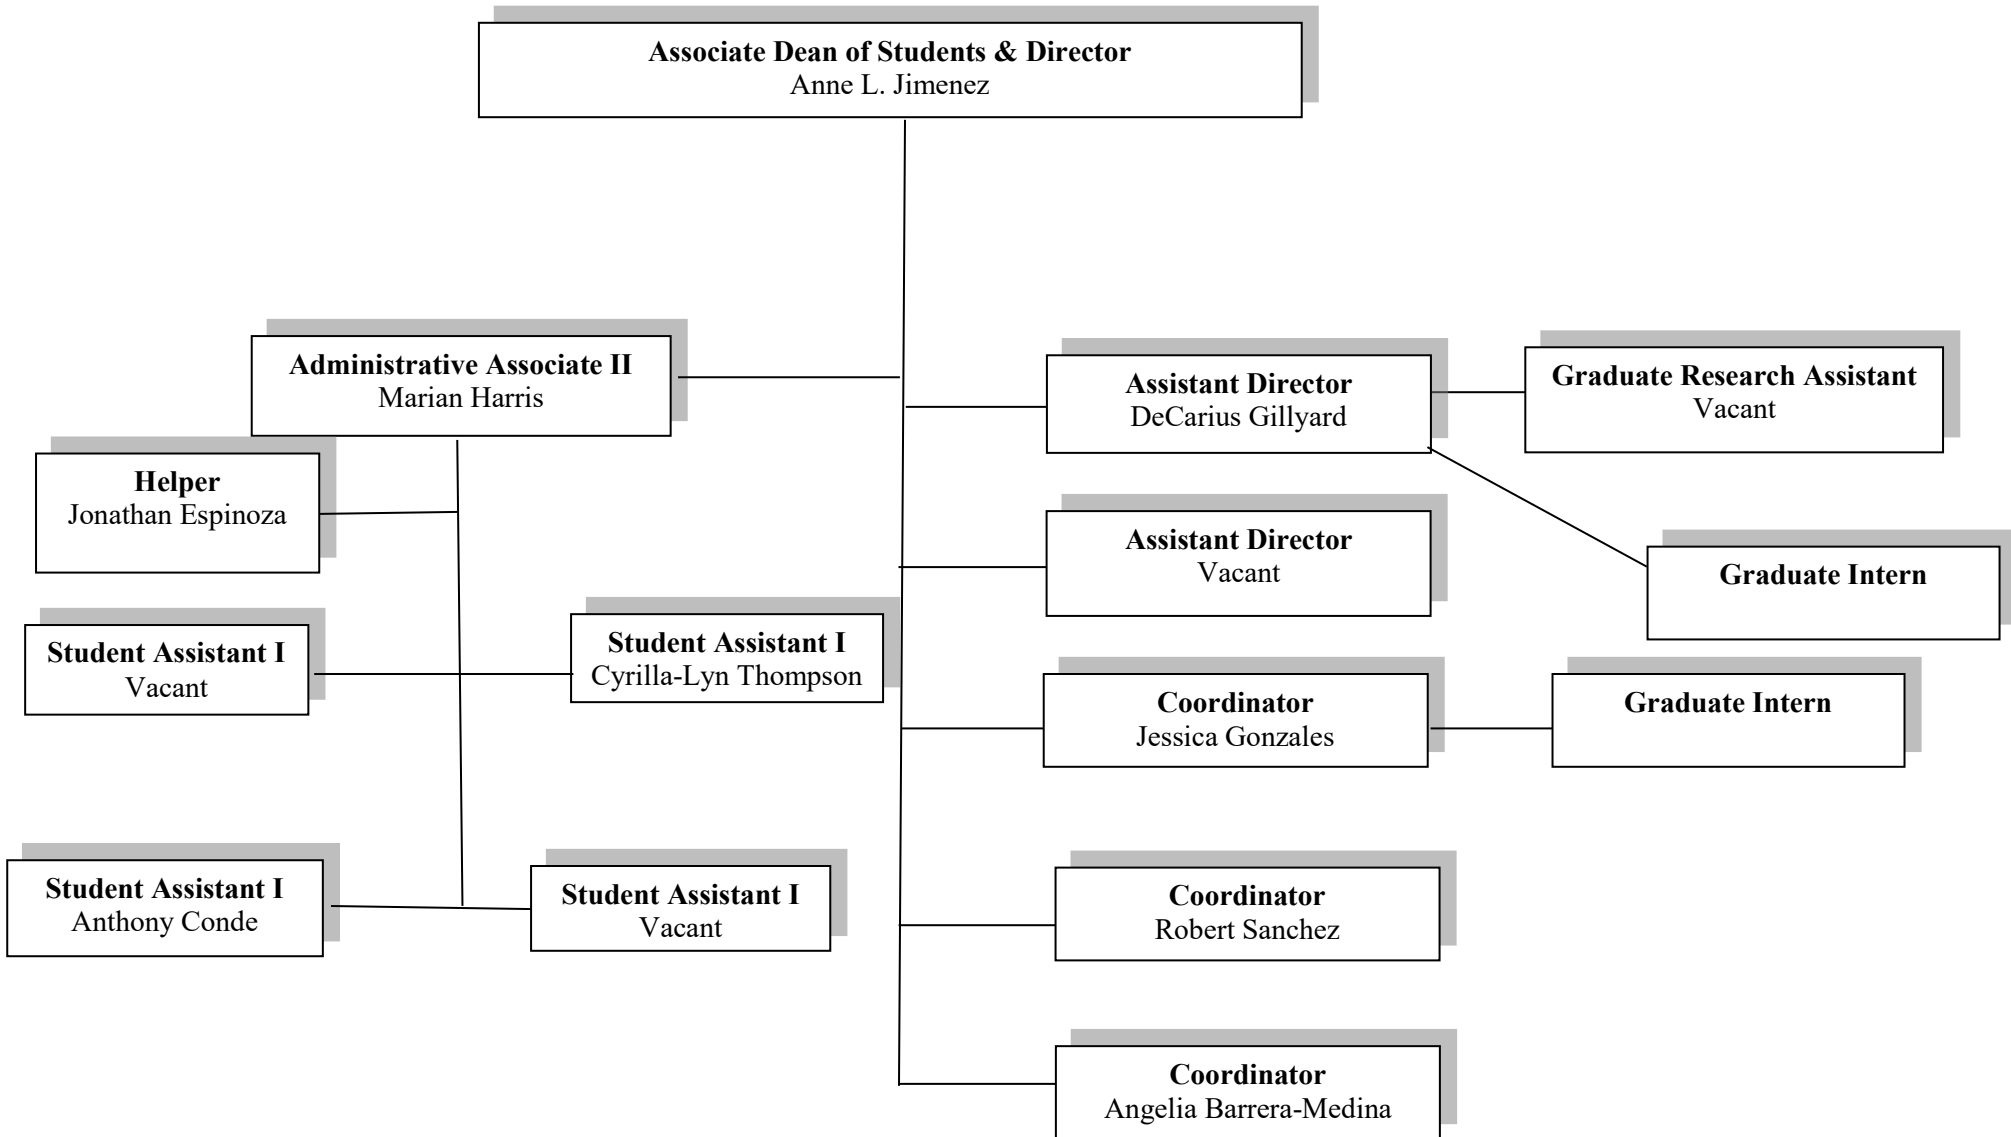 Associate Dean of Students & Director
Anne L. Jimenez
Administrative Associate II
Marian Harris
Assistant Director
DeCarius Gillyard
Graduate Research Assistant
Vacant
Helper
Jonathan Espinoza
Assistant Director
Vacant
Graduate Intern
Student Assistant I
Vacant
Student Assistant I
Cyrilla-Lyn Thompson
Coordinator
Jessica Gonzales
Graduate Intern
Student Assistant I
Anthony Conde
Student Assistant I
Vacant
Coordinator
Robert Sanchez
Coordinator
Angelia Barrera-Medina